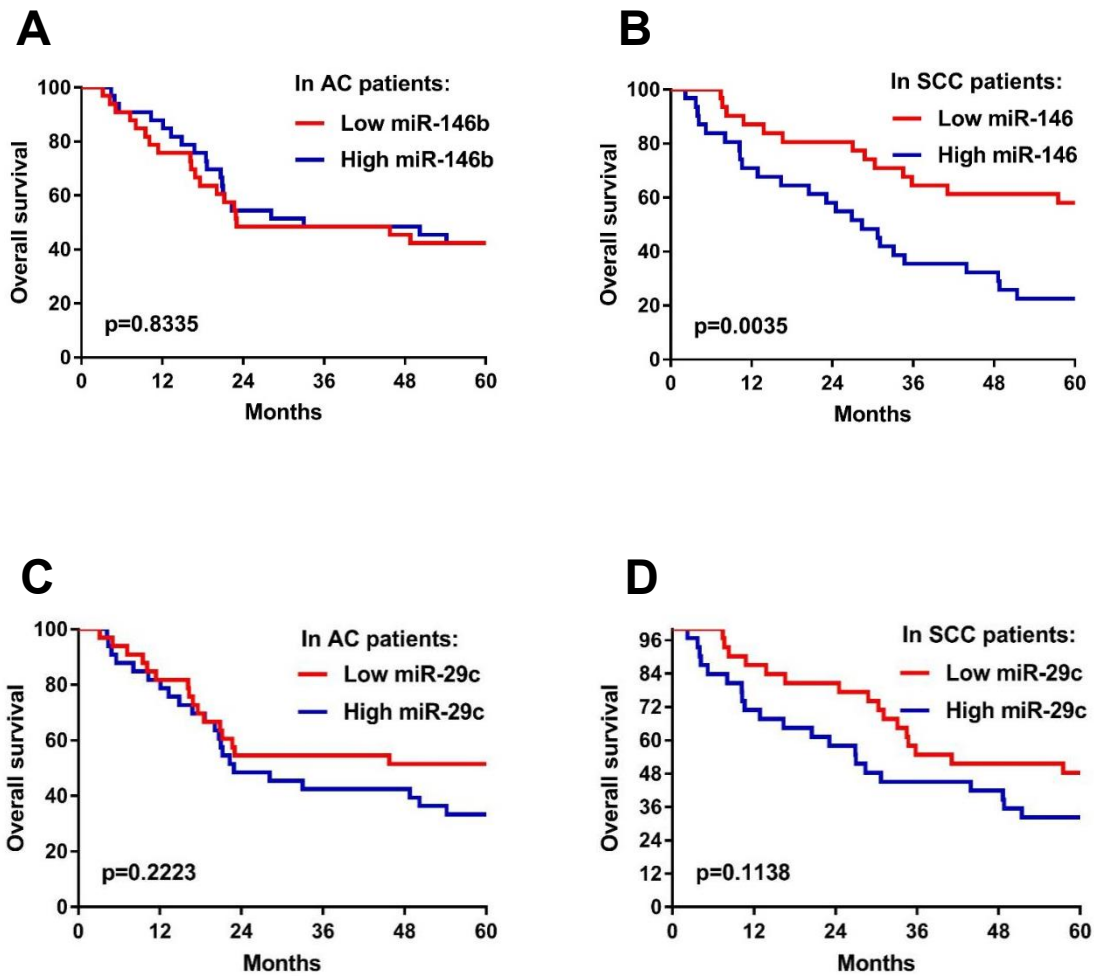 A
In AC patients:
Low miR-146b
High miR-146b
Overall survival
100
80
60
40
20
0
p=0.8335
0 12 24 36 48 60
Months
B
In SCC patients:
Low miR-146
High miR-146
Overall survival
100
80
60
40
20
0
p=0.0035
0 12 24 36 48 60
Months
C
In AC patients:
Low miR-29c
High miR-29c
Overall survival
100
80
60
40
20
0
p=0.2223
0 12 24 36 48 60
Months
D
In SCC patients:
Low miR-29c
High miR-29c
Overall survival
96
84
72
60
48
36
24
12
0
p=0.1138
0 12 24 36 48 60
Months